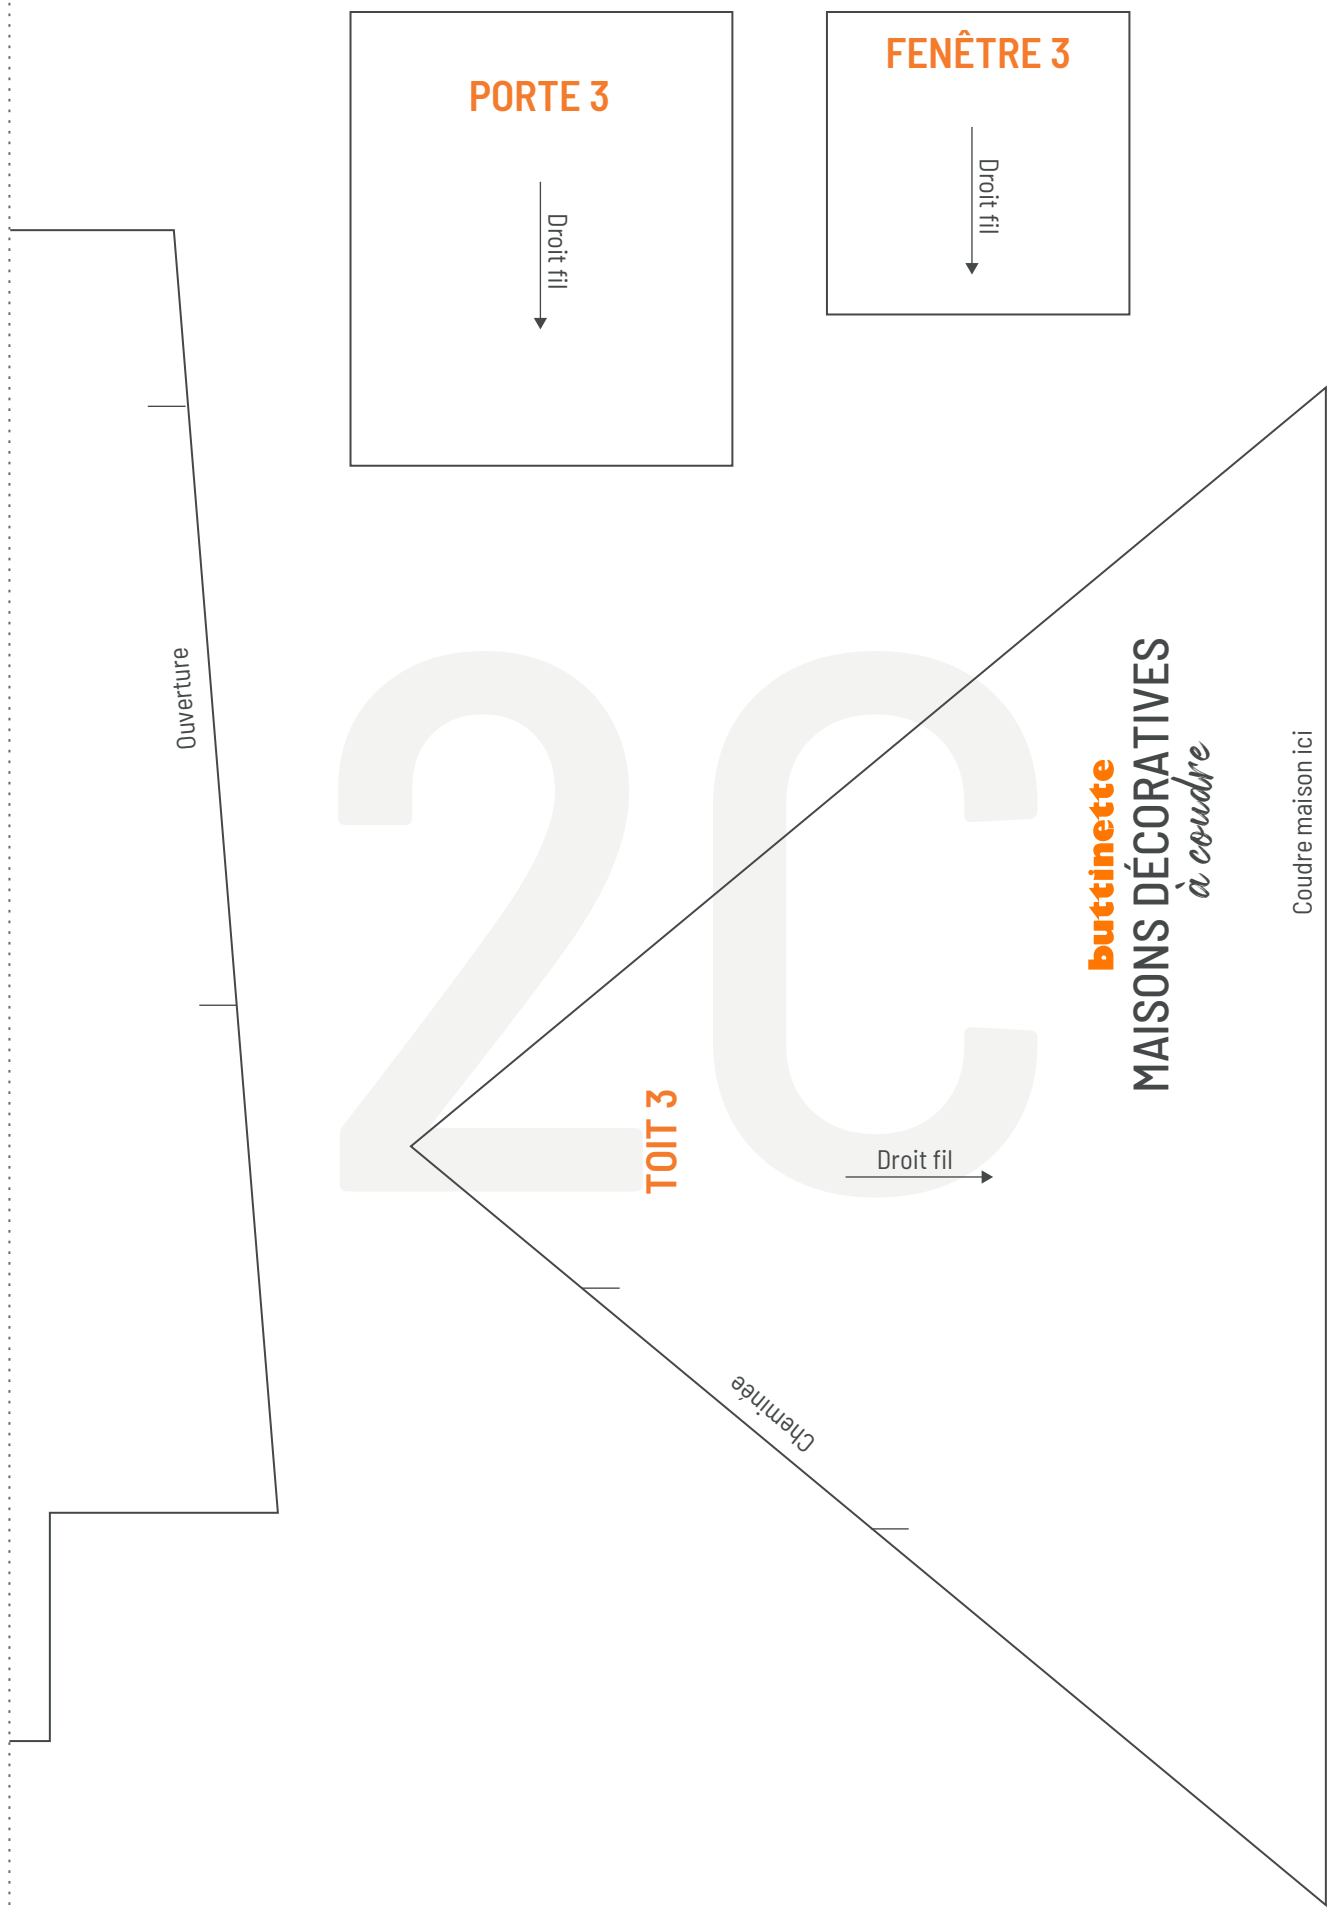 PORTE 3
Droit fil
FENÊTRE 3
Droit fil
Ouverture
2C
TOIT 3
Droit fil
Cheminée
buttinette
MAISONS DÉCORATIVES
à coudre
Coudre maison ici